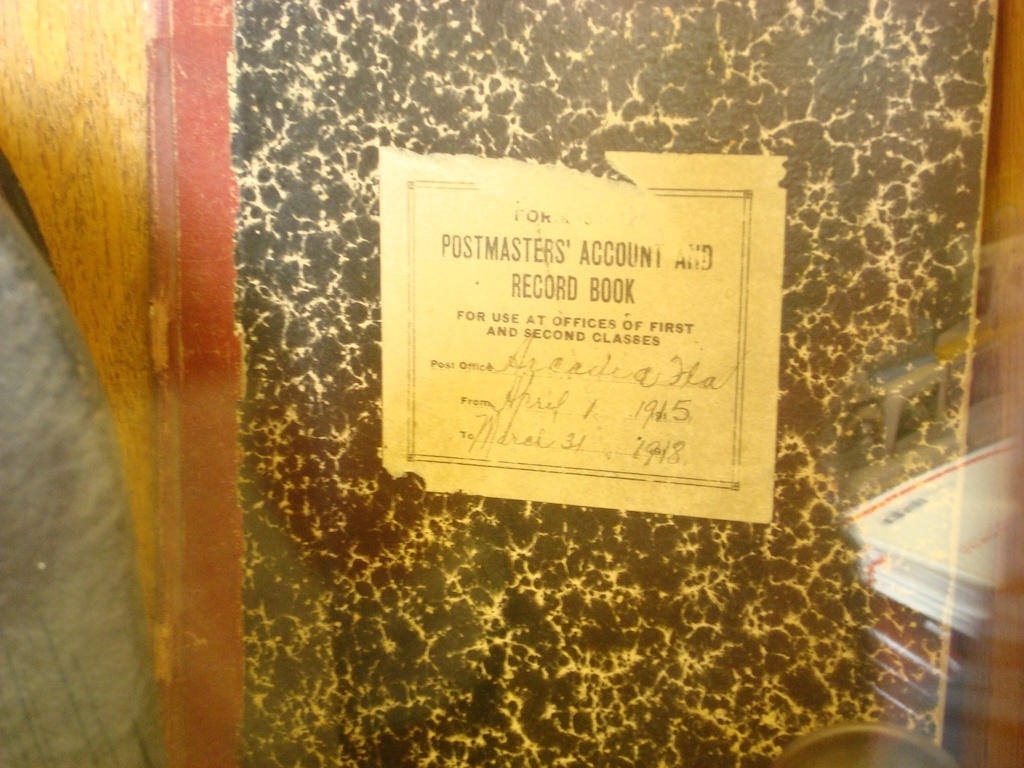 POSTMASTERS' ACCOUNT AND
RECORD BOOK
FOR USE AT OFFICES OF FIRST
AND SECOND CLASSES
Post Office Arcadia Fla
From April 1 1915
To March 31 1918